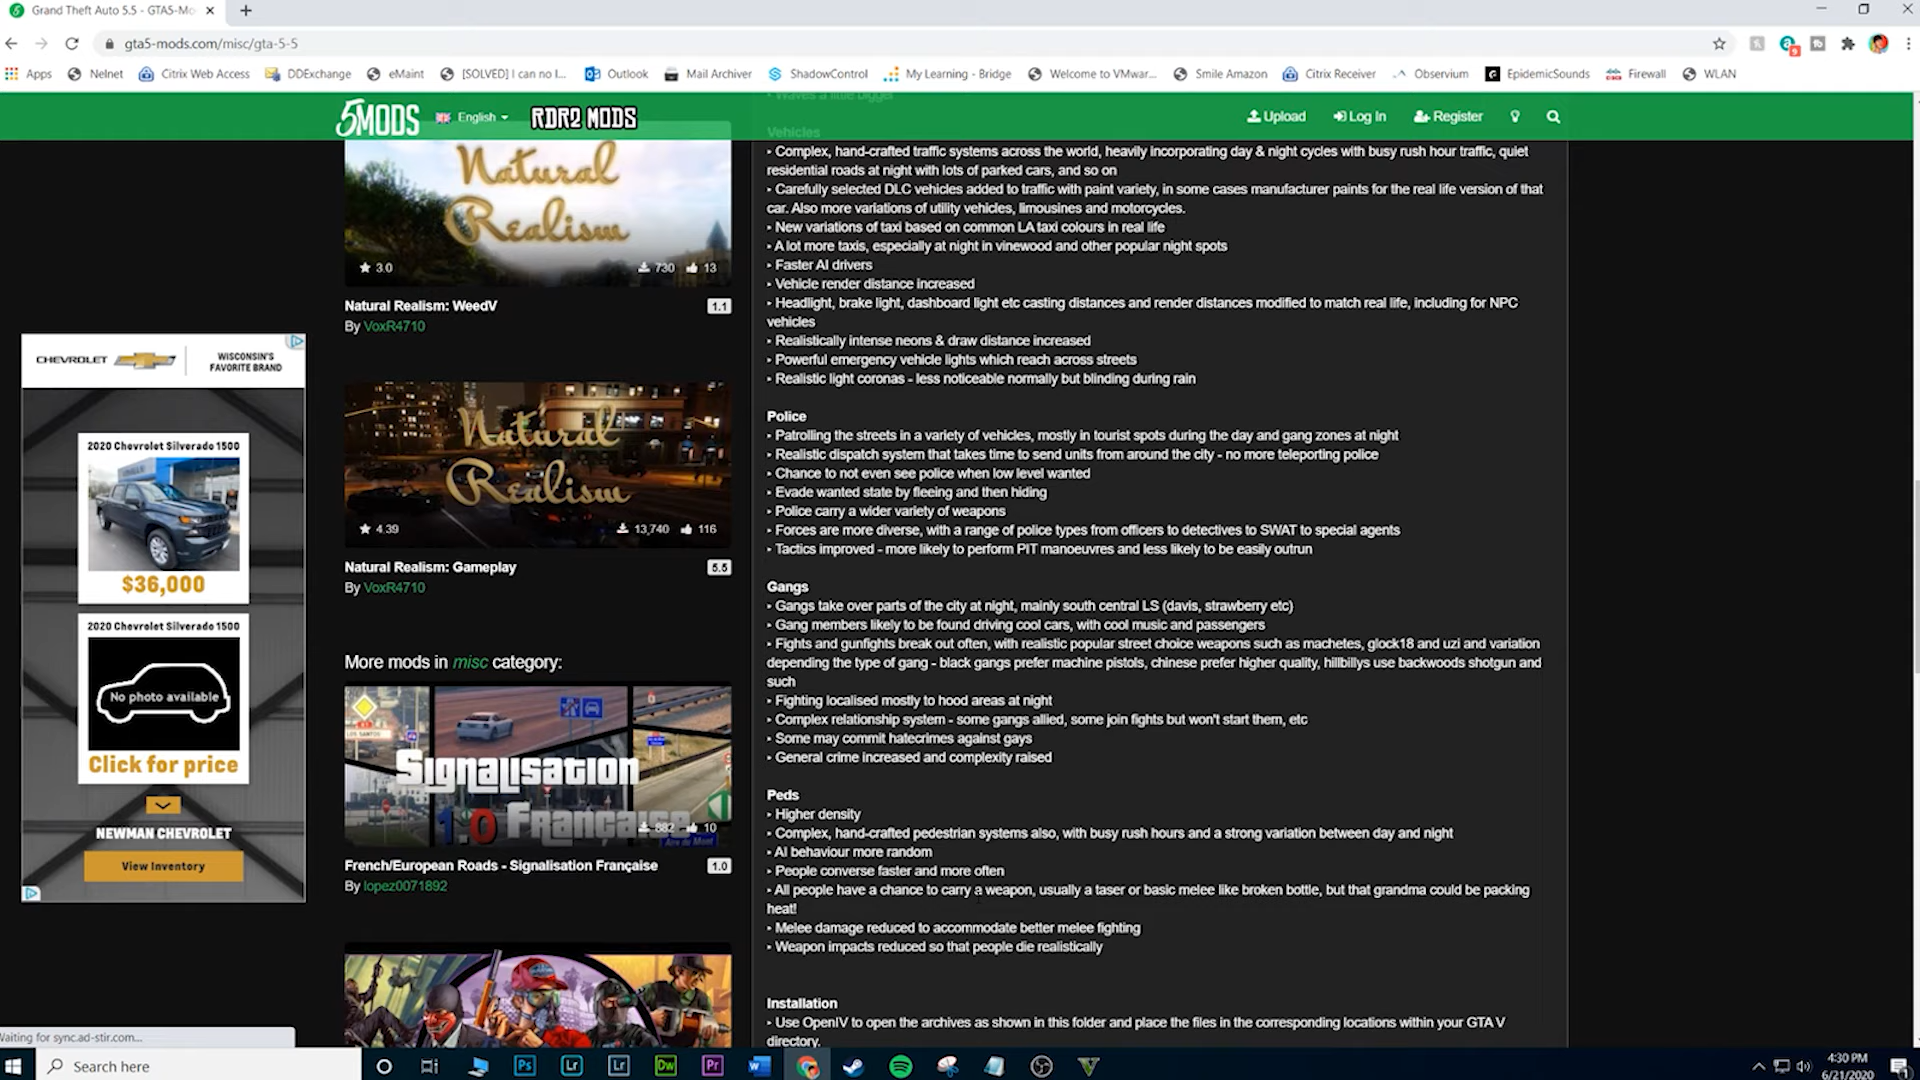 Grand Theft Auto 5.5 - GTA5-Mo
gta5-mods.com/misc/gta-5-5
Apps Nelnet Citrix Web Access DDExchange eMaint [SOLVED] I can no l... Outlook Mail Archiver ShadowControl My Learning - Bridge Welcome to VMwar... Smile Amazon Citrix Receiver Observium EpidemicSounds Firewall WLAN
5MODS English RDR2 MODS Upload Log In Register
CHEVROLET
WISCONSIN'S
FAVORITE BRAND
2020 Chevrolet Silverado 1500
$36,000
2020 Chevrolet Silverado 1500
No photo available
Click for price
NEWMAN CHEVROLET
View Inventory
Natural
Realism
3.0 730 13
Natural Realism: WeedV 1.1
By VoxR4710
Natural
Realism
4.39 13,740 116
Natural Realism: Gameplay 5.5
By VoxR4710
More mods in misc category:
Signalisation
1.0 Française
882 10
French/European Roads - Signalisation Française 1.0
By lopez0071892
• Waves a little bigger
Vehicles
• Complex, hand-crafted traffic systems across the world, heavily incorporating day & night cycles with busy rush hour traffic, quiet
residential roads at night with lots of parked cars, and so on
• Carefully selected DLC vehicles added to traffic with paint variety, in some cases manufacturer paints for the real life version of that
car. Also more variations of utility vehicles, limousines and motorcycles.
• New variations of taxi based on common LA taxi colours in real life
• A lot more taxis, especially at night in vinewood and other popular night spots
• Faster AI drivers
• Vehicle render distance increased
• Headlight, brake light, dashboard light etc casting distances and render distances modified to match real life, including for NPC
vehicles
• Realistically intense neons & draw distance increased
• Powerful emergency vehicle lights which reach across streets
• Realistic light coronas - less noticeable normally but blinding during rain
Police
• Patrolling the streets in a variety of vehicles, mostly in tourist spots during the day and gang zones at night
• Realistic dispatch system that takes time to send units from around the city - no more teleporting police
• Chance to not even see police when low level wanted
• Evade wanted state by fleeing and then hiding
• Police carry a wider variety of weapons
• Forces are more diverse, with a range of police types from officers to detectives to SWAT to special agents
• Tactics improved - more likely to perform PIT manoeuvres and less likely to be easily outrun
Gangs
• Gangs take over parts of the city at night, mainly south central LS (davis, strawberry etc)
• Gang members likely to be found driving cool cars, with cool music and passengers
• Fights and gunfights break out often, with realistic popular street choice weapons such as machetes, glock18 and uzi and variation
depending the type of gang - black gangs prefer machine pistols, chinese prefer higher quality, hillbillys use backwoods shotgun and
such
• Fighting localised mostly to hood areas at night
• Complex relationship system - some gangs allied, some join fights but won't start them, etc
• Some may commit hatecrimes against gays
• General crime increased and complexity raised
Peds
• Higher density
• Complex, hand-crafted pedestrian systems also, with busy rush hours and a strong variation between day and night
• AI behaviour more random
• People converse faster and more often
• All people have a chance to carry a weapon, usually a taser or basic melee like broken bottle, but that grandma could be packing
heat!
• Melee damage reduced to accommodate better melee fighting
• Weapon impacts reduced so that people die realistically
Installation
• Use OpenIV to open the archives as shown in this folder and place the files in the corresponding locations within your GTA V
directory.
Waiting for sync.ad-stir.com...
Search here
4:30 PM
6/21/2020